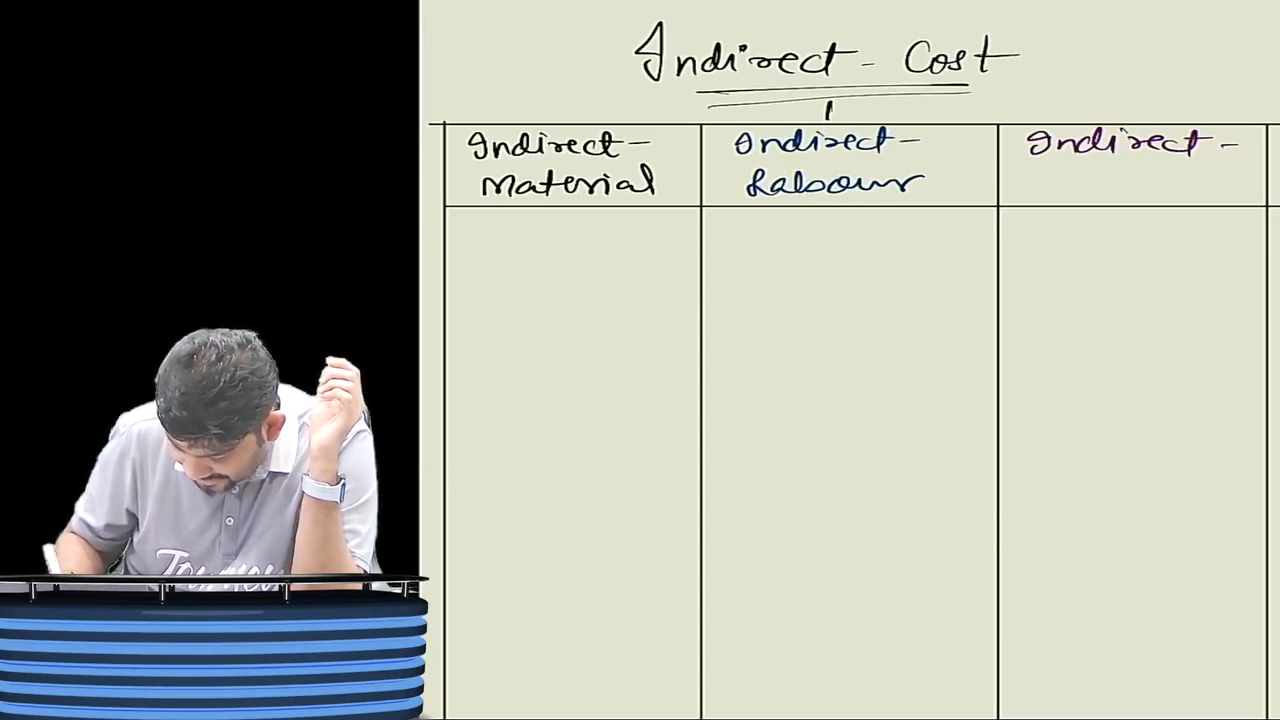 Indirect - Cost
Indirect -
Material
Indirect -
Labour
Indirect -